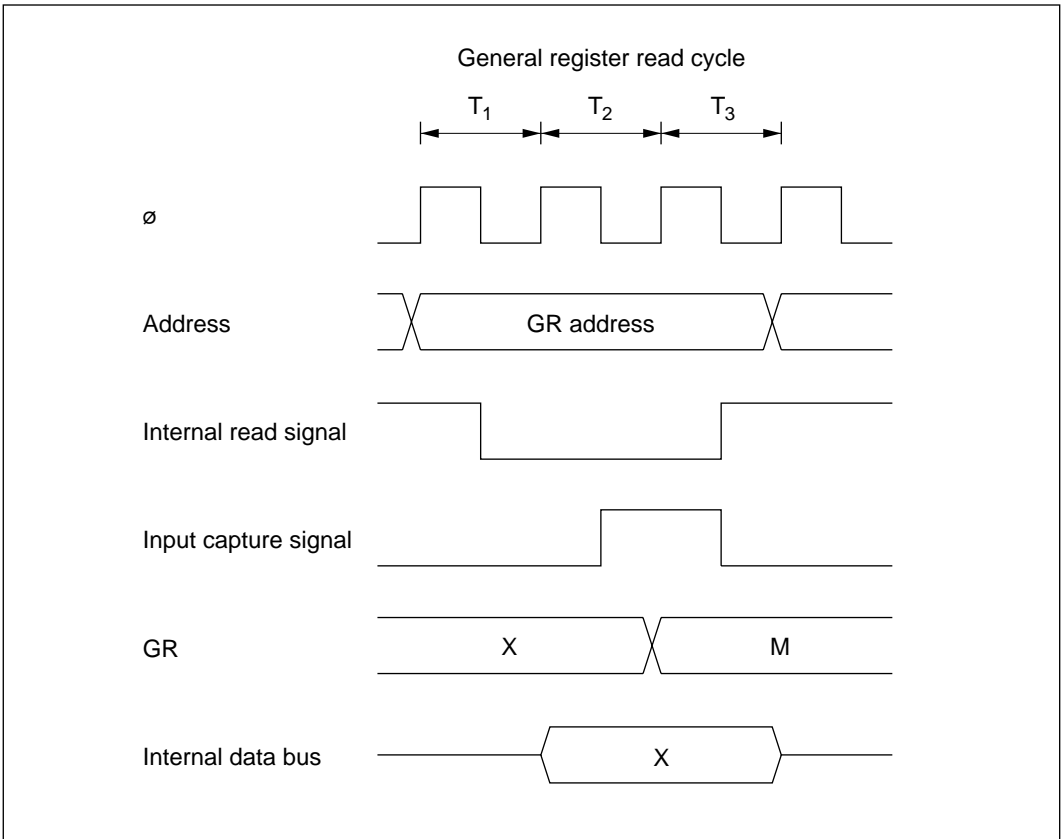 General register read cycle
T1 T2 T3
ø
Address GR address
Internal read signal
Input capture signal
GR X M
Internal data bus X